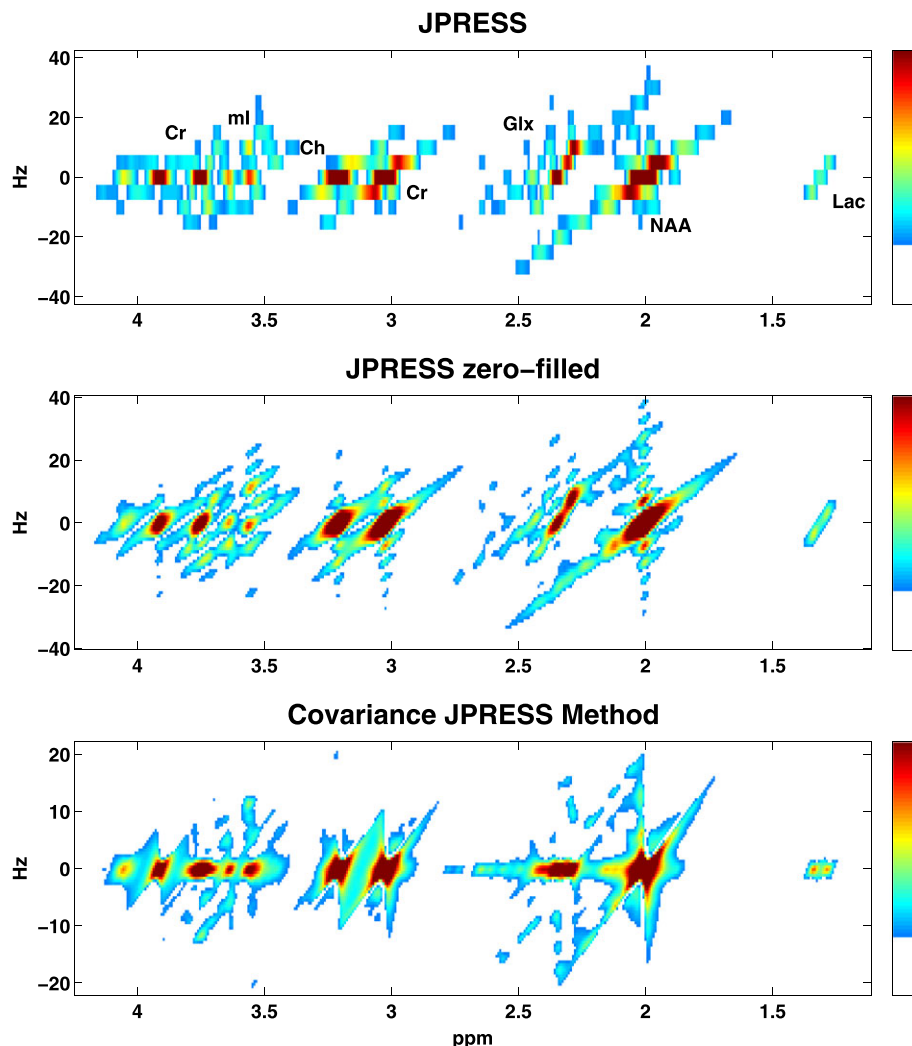 JPRESS
40
20
0
−20
−40
Hz
Cr
mI
Ch
Cr
Glx
NAA
Lac
4 3.5 3 2.5 2 1.5
JPRESS zero−filled
40
20
0
−20
−40
Hz
4 3.5 3 2.5 2 1.5
Covariance JPRESS Method
20
10
0
−10
−20
Hz
4 3.5 3 2.5 2 1.5
ppm